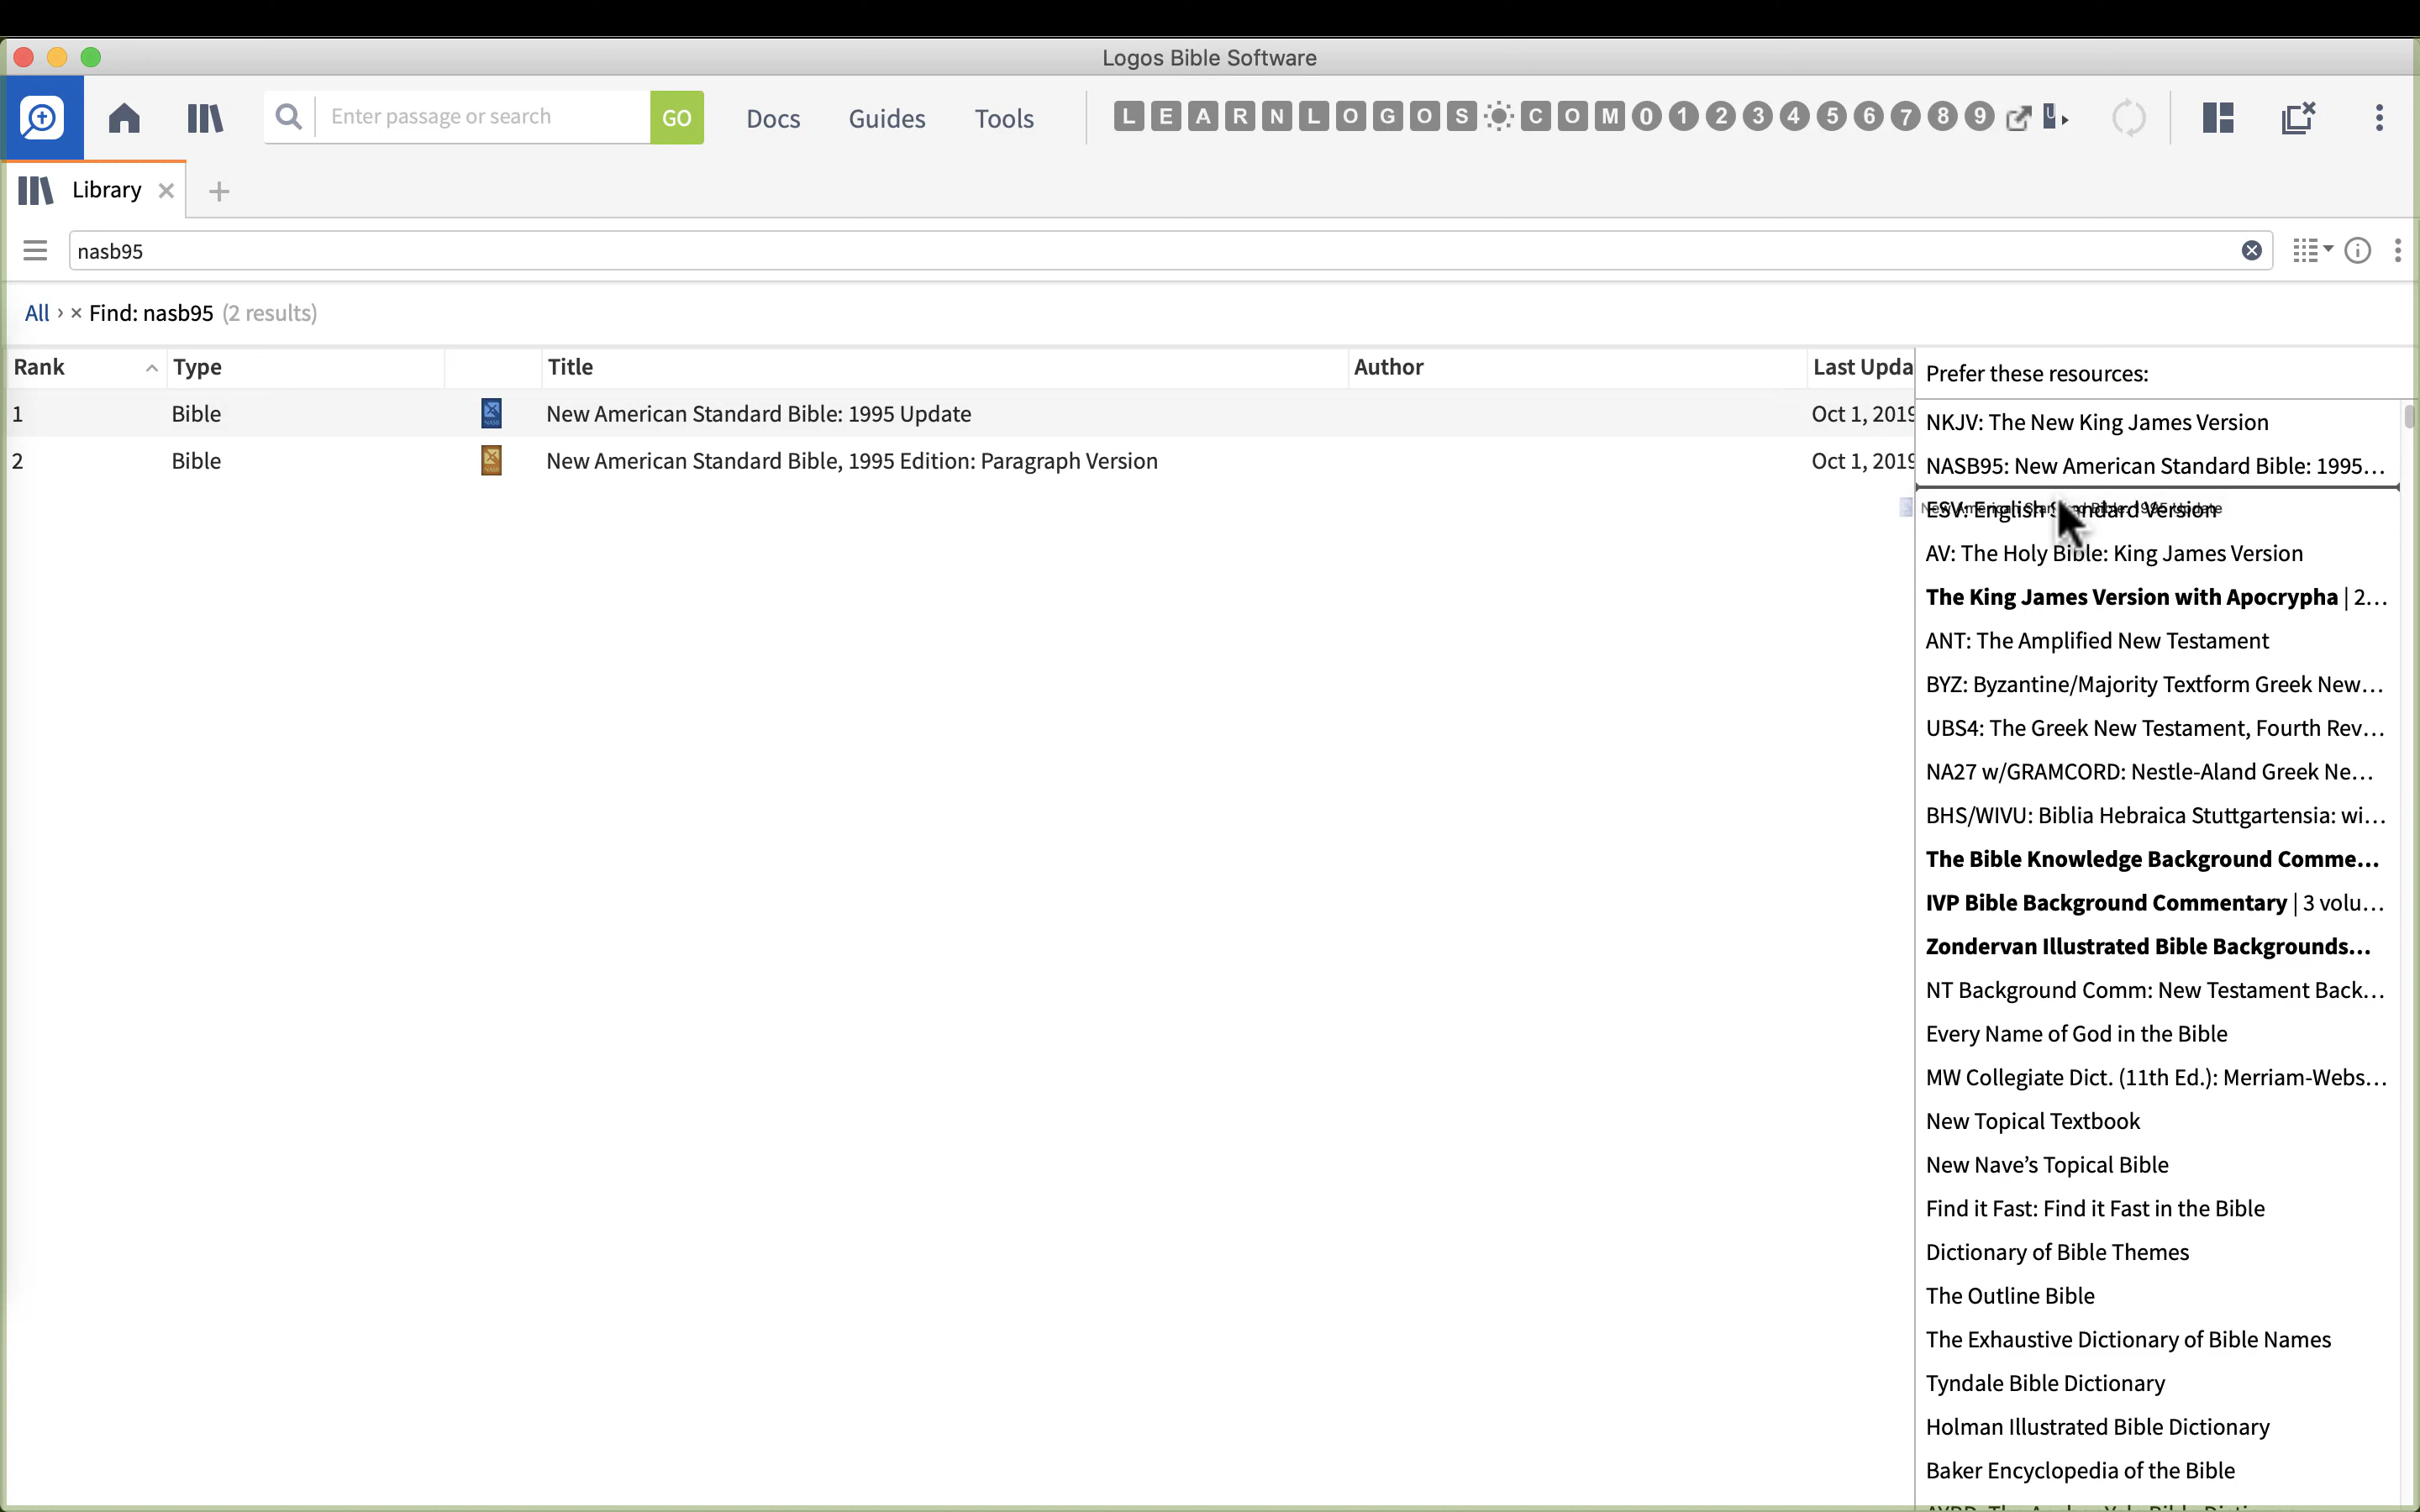 Logos Bible Software
Enter passage or search
GO
Docs
Guides
Tools
L E A R N L O G O S C O M 0 1 2 3 4 5 6 7 8 9
Library
nasb95
All › × Find: nasb95 (2 results)
Rank
Type
Title
Author
Last Upda
1 Bible New American Standard Bible: 1995 Update Oct 1, 2019
2 Bible New American Standard Bible, 1995 Edition: Paragraph Version Oct 1, 2019
Prefer these resources:
NKJV: The New King James Version
NASB95: New American Standard Bible: 1995...
ESV: English Standard Version
New American Standard Bible: 1995 Update
AV: The Holy Bible: King James Version
The King James Version with Apocrypha | 2...
ANT: The Amplified New Testament
BYZ: Byzantine/Majority Textform Greek New...
UBS4: The Greek New Testament, Fourth Rev...
NA27 w/GRAMCORD: Nestle-Aland Greek Ne...
BHS/WIVU: Biblia Hebraica Stuttgartensia: wi...
The Bible Knowledge Background Comme...
IVP Bible Background Commentary | 3 volu...
Zondervan Illustrated Bible Backgrounds...
NT Background Comm: New Testament Back...
Every Name of God in the Bible
MW Collegiate Dict. (11th Ed.): Merriam-Webs...
New Topical Textbook
New Nave’s Topical Bible
Find it Fast: Find it Fast in the Bible
Dictionary of Bible Themes
The Outline Bible
The Exhaustive Dictionary of Bible Names
Tyndale Bible Dictionary
Holman Illustrated Bible Dictionary
Baker Encyclopedia of the Bible